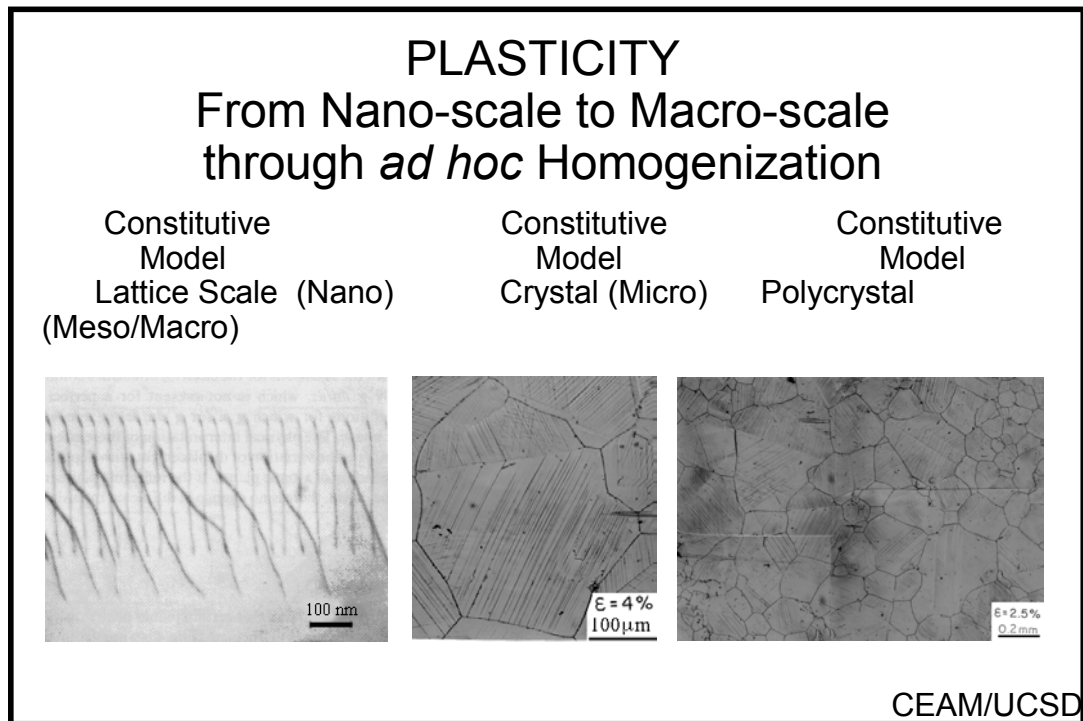 PLASTICITY
From Nano-scale to Macro-scale
through ad hoc Homogenization
Constitutive Constitutive Constitutive
Model Model Model
Lattice Scale (Nano) Crystal (Micro) Polycrystal
(Meso/Macro)
100 nm
ε=4%
100µm
ε=2.5%
0.2mm
CEAM/UCSD